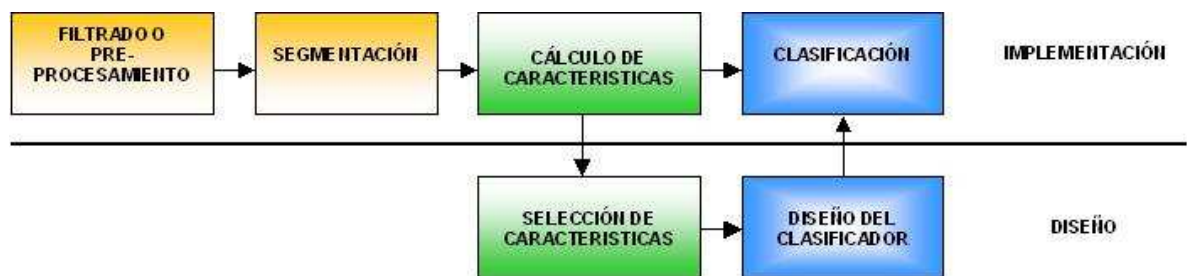 FILTRADO O
PRE-
PROCESAMIENTO
SEGMENTACIÓN
CÁLCULO DE
CARACTERISTICAS
CLASIFICACIÓN
IMPLEMENTACIÓN
SELECCIÓN DE
CARACTERISTICAS
DISEÑO DEL
CLASIFICADOR
DISEÑO